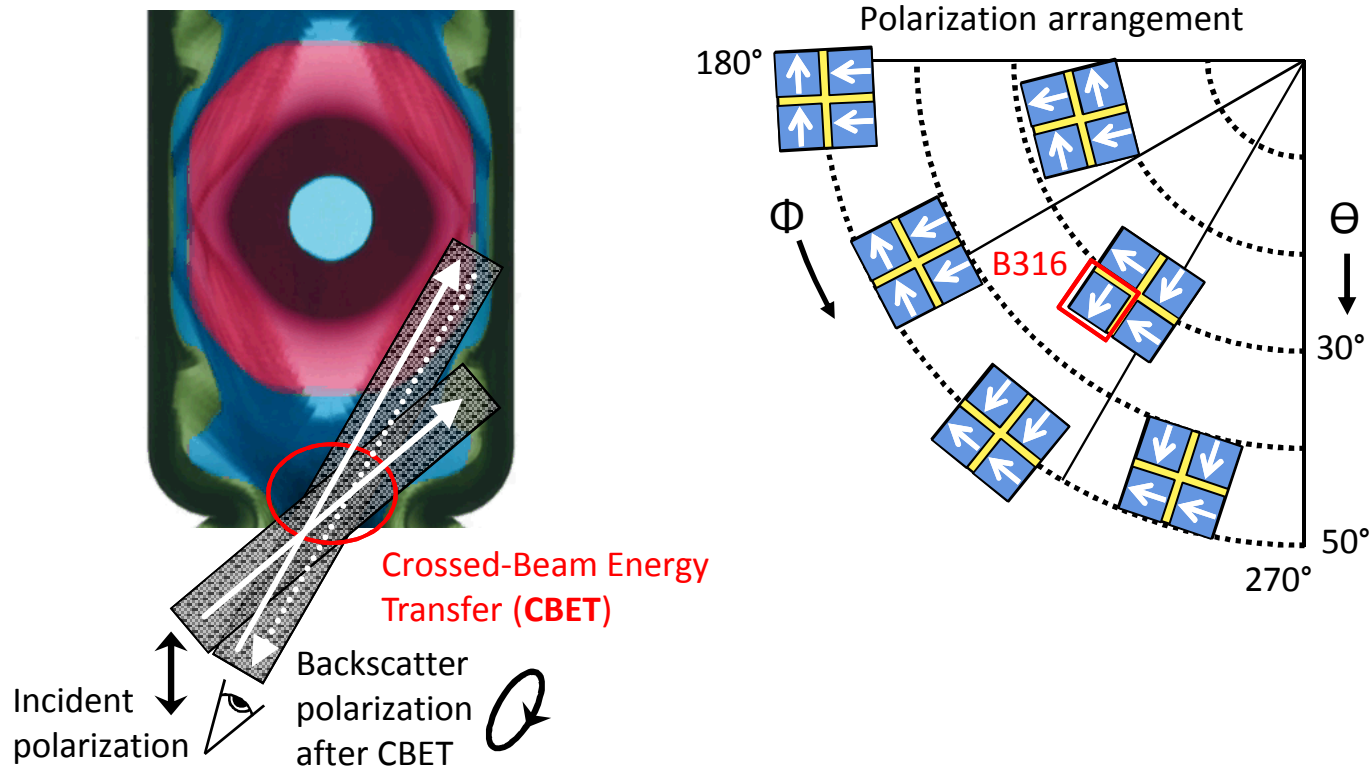 Polarization arrangement
180°
Φ
B316
Θ
30°
50°
270°
Crossed-Beam Energy
Transfer (CBET)
Incident
polarization
Backscatter
polarization
after CBET